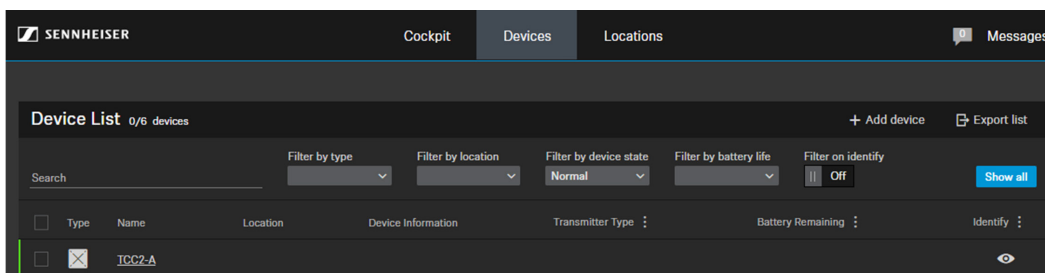 SENNHEISER Cockpit Devices Locations 0 Messages
Device List 0/6 devices + Add device Export list
Filter by type Filter by location Filter by device state Filter by battery life Filter on identify
Search Normal Off Show all
Type Name Location Device Information Transmitter Type Battery Remaining Identify
TCC2-A